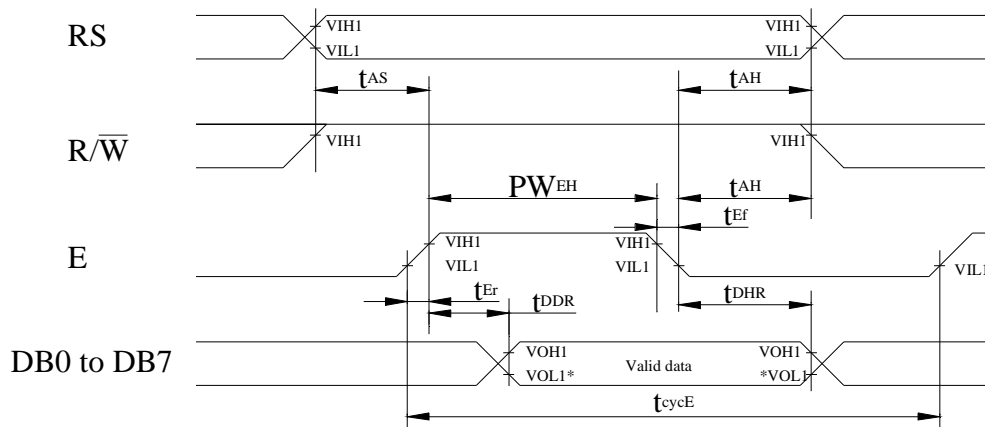 RS
VIH1
VIH1
VIL1
VIL1
tAS
tAH
R/W̅
VIH1
VIH1
PWEH
tAH
tEf
E
VIH1
VIH1
VIL1
VIL1
VIL1
tEr
tDDR
tDHR
DB0 to DB7
VOH1
VOH1
VOL1*
Valid data
*VOL1
tcycE